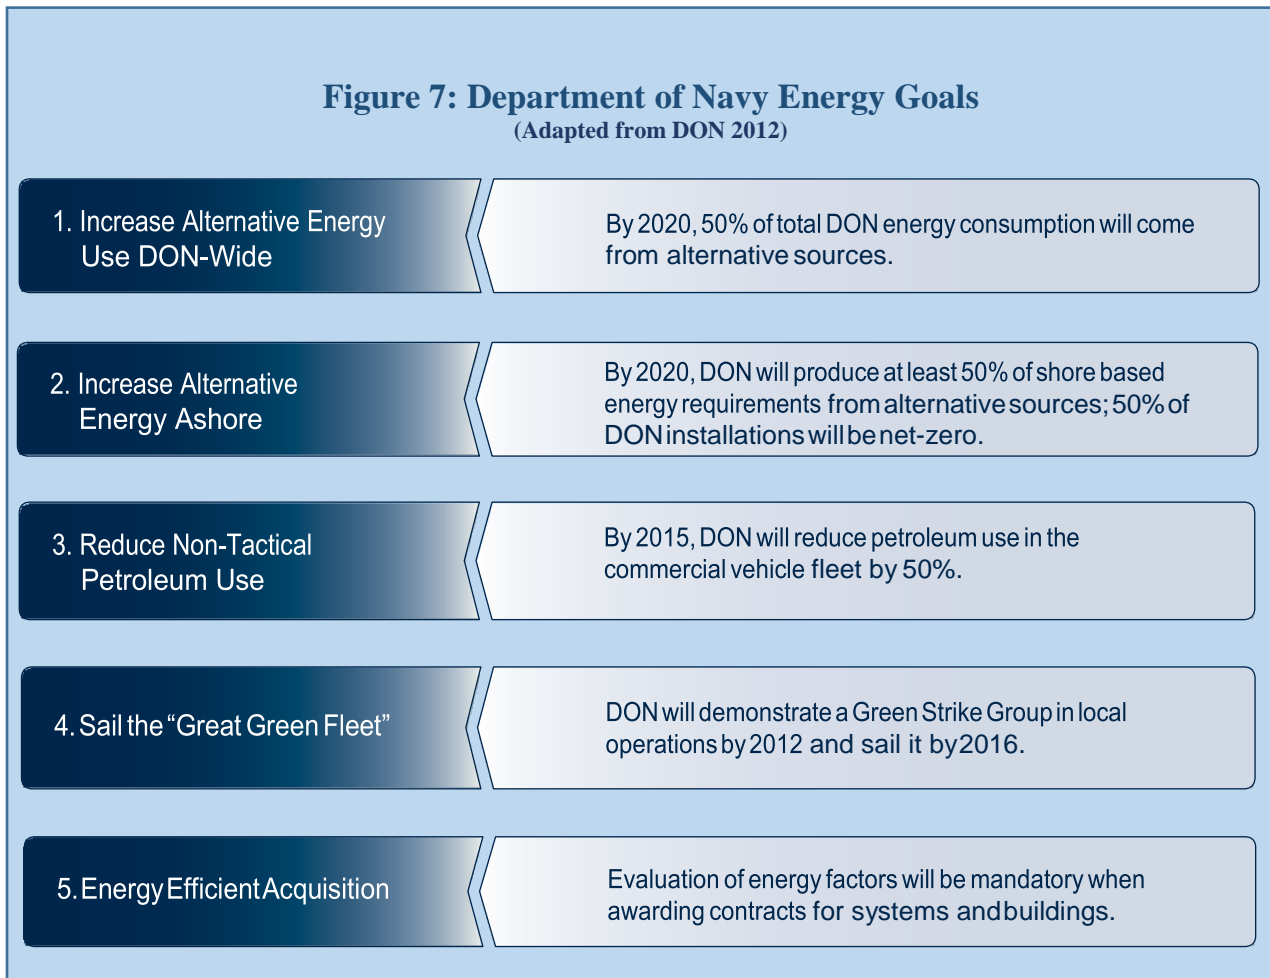 Figure 7: Department of Navy Energy Goals
(Adapted from DON 2012)
1. Increase Alternative Energy
Use DON-Wide
By 2020, 50% of total DON energy consumption will come
from alternative sources.
2. Increase Alternative
Energy Ashore
By 2020, DON will produce at least 50% of shore based
energy requirements from alternative sources; 50% of
DON installations will be net-zero.
3. Reduce Non-Tactical
Petroleum Use
By 2015, DON will reduce petroleum use in the
commercial vehicle fleet by 50%.
4. Sail the “Great Green Fleet”
DON will demonstrate a Green Strike Group in local
operations by 2012 and sail it by 2016.
5. Energy Efficient Acquisition
Evaluation of energy factors will be mandatory when
awarding contracts for systems and buildings.